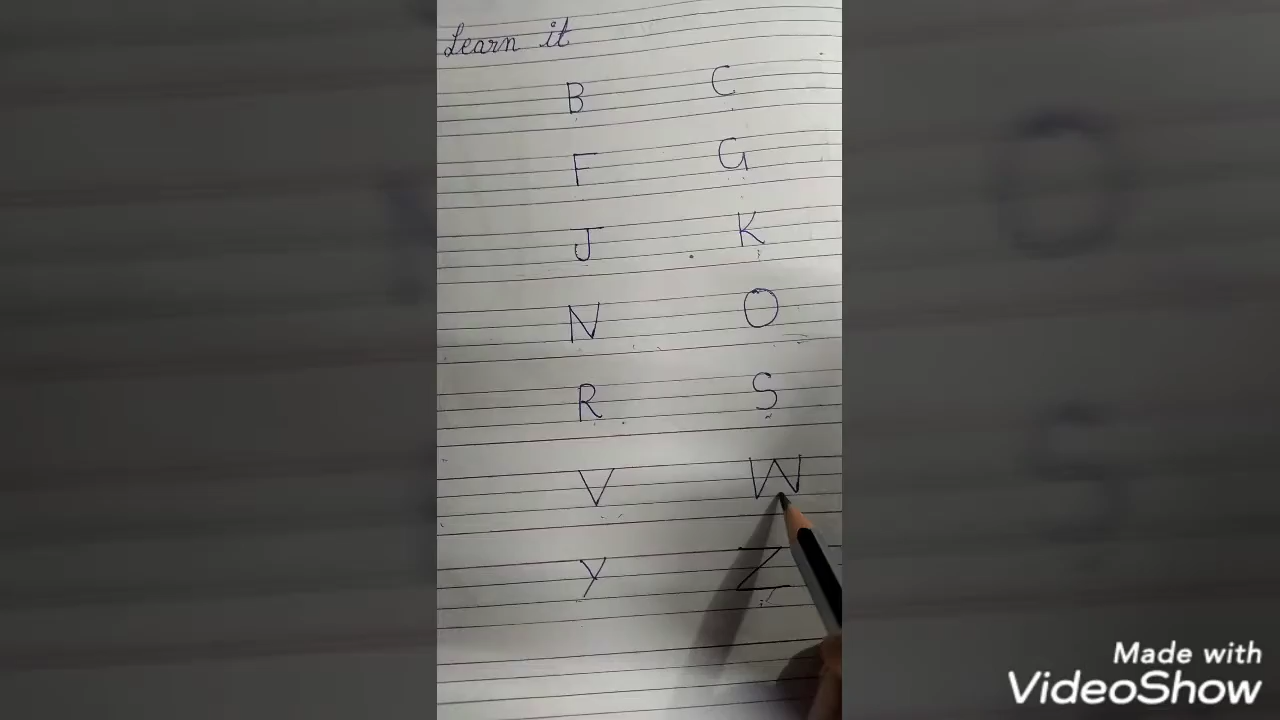 Learn it
B C
F G
J K
N O
R S
V W
Y Z
Made with
VideoShow